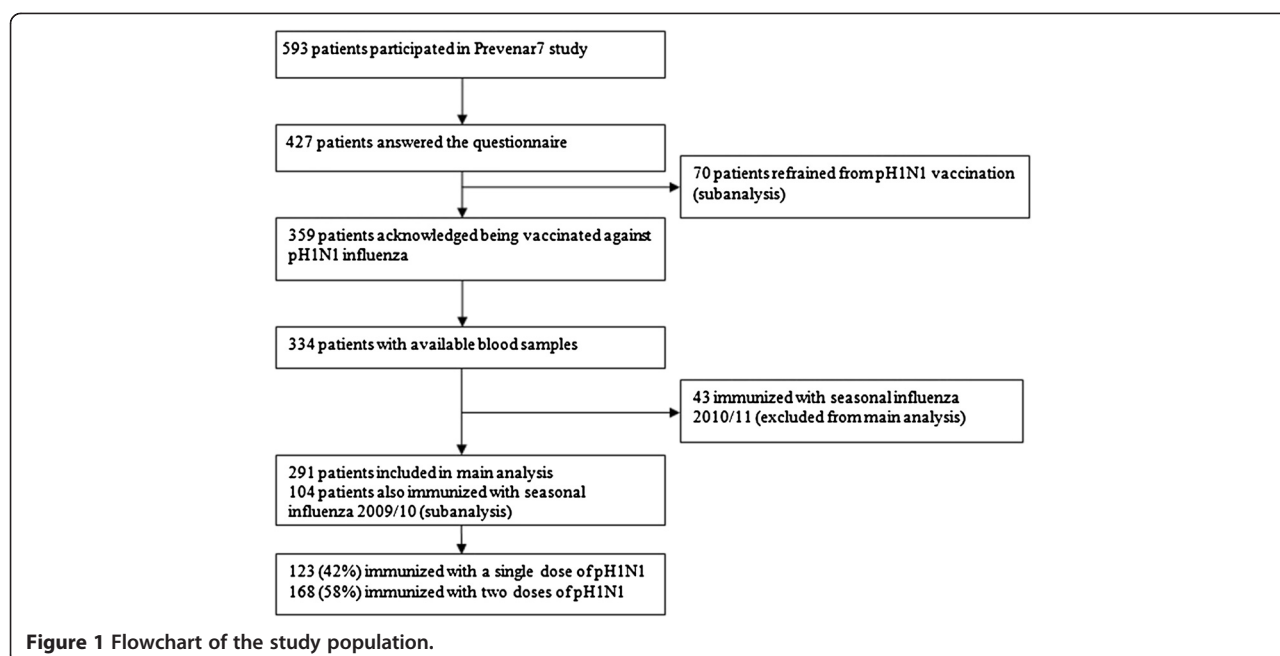 593 patients participated in Prevenar7 study
427 patients answered the questionnaire
70 patients refrained from pH1N1 vaccination
(subanalysis)
359 patients acknowledged being vaccinated against
pH1N1 influenza
334 patients with available blood samples
43 immunized with seasonal influenza
2010/11 (excluded from main analysis)
291 patients included in main analysis
104 patients also immunized with seasonal
influenza 2009/10 (subanalysis)
123 (42%) immunized with a single dose of pH1N1
168 (58%) immunized with two doses of pH1N1
Figure 1 Flowchart of the study population.